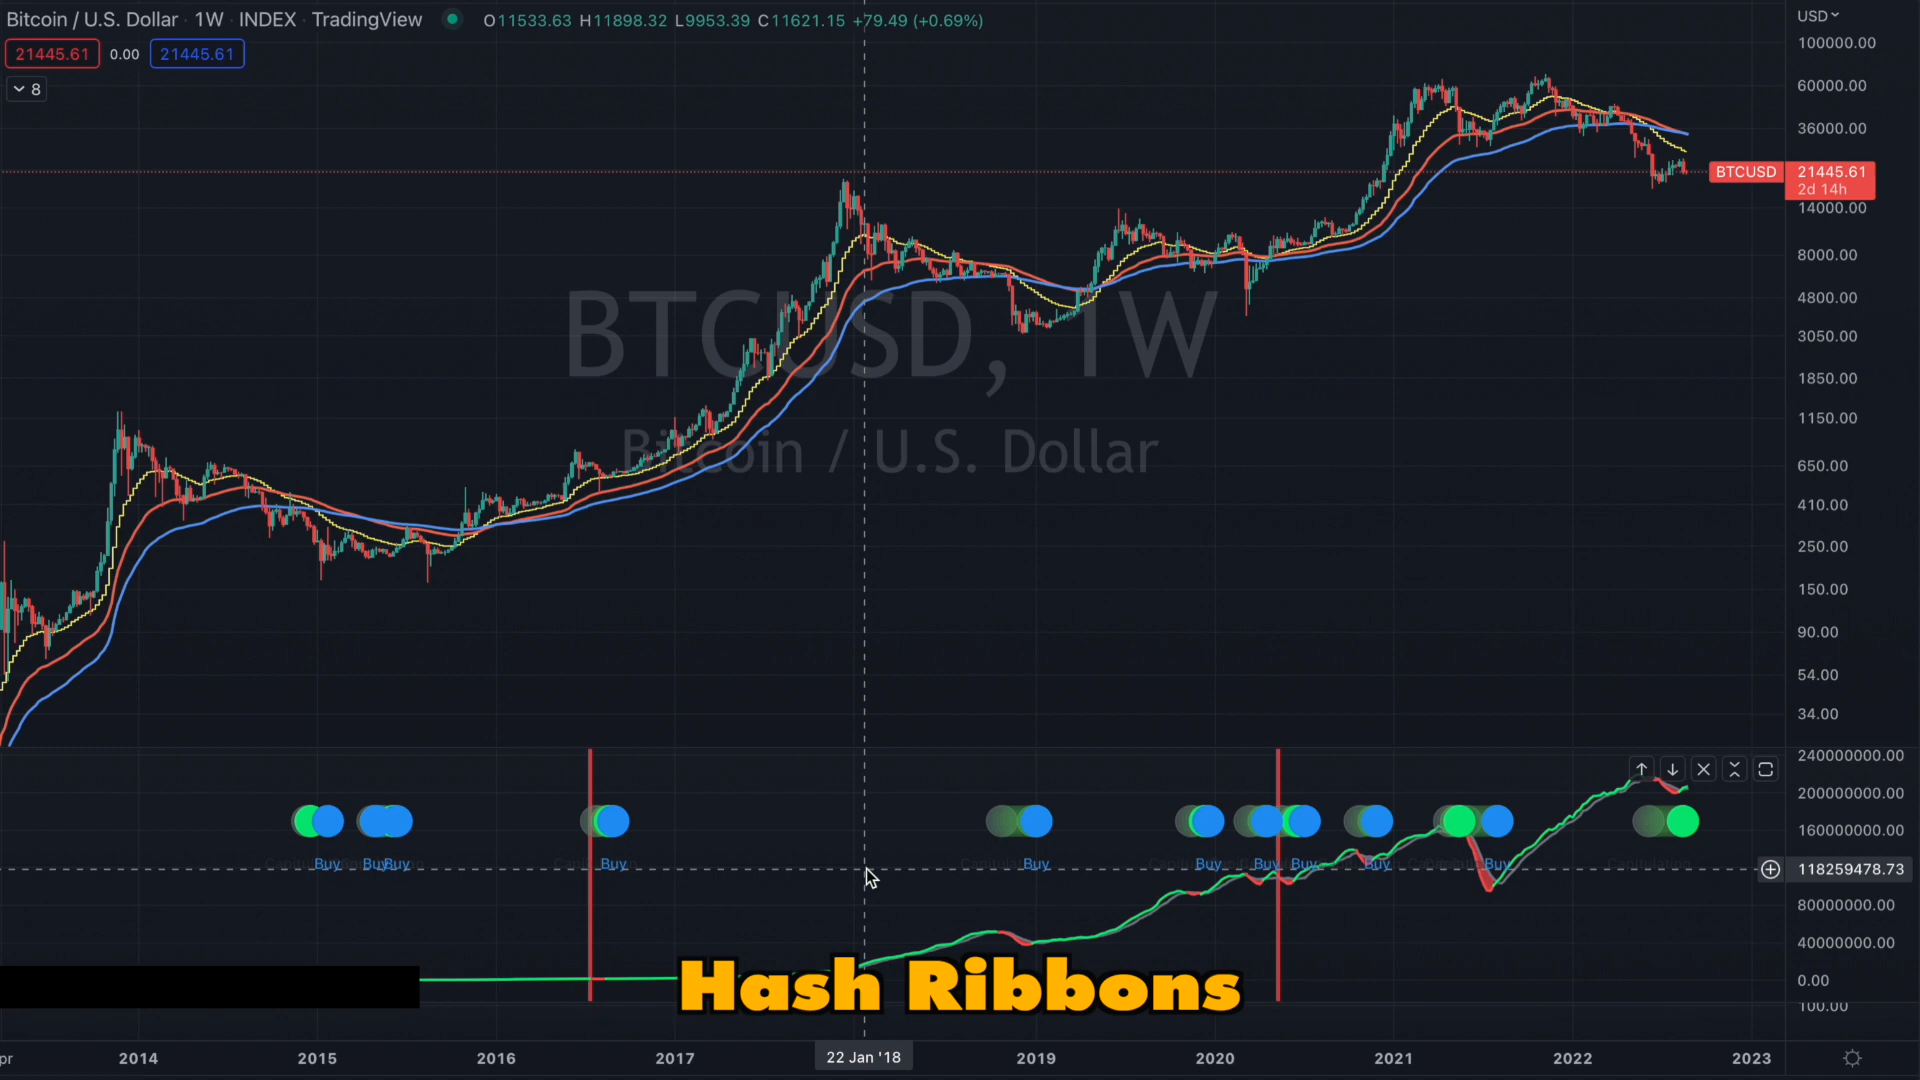 Bitcoin / U.S. Dollar · 1W · INDEX · TradingView O11533.63 H11898.32 L9953.39 C11621.15 +79.49 (+0.69%) USD
21445.61 0.00 21445.61
8
100000.00
60000.00
36000.00
BTCUSD 21445.61
2d 14h
14000.00
8000.00
4800.00
3050.00
1850.00
1150.00
650.00
410.00
250.00
150.00
90.00
54.00
34.00
BTCUSD, 1W
Bitcoin / U.S. Dollar
240000000.00
200000000.00
160000000.00
Buy Buy Buy Buy Buy Buy Buy Buy Buy Buy Capitulating
118259478.73
80000000.00
40000000.00
0.00
100.00
Hash Ribbons
2014 2015 2016 2017 22 Jan '18 2019 2020 2021 2022 2023